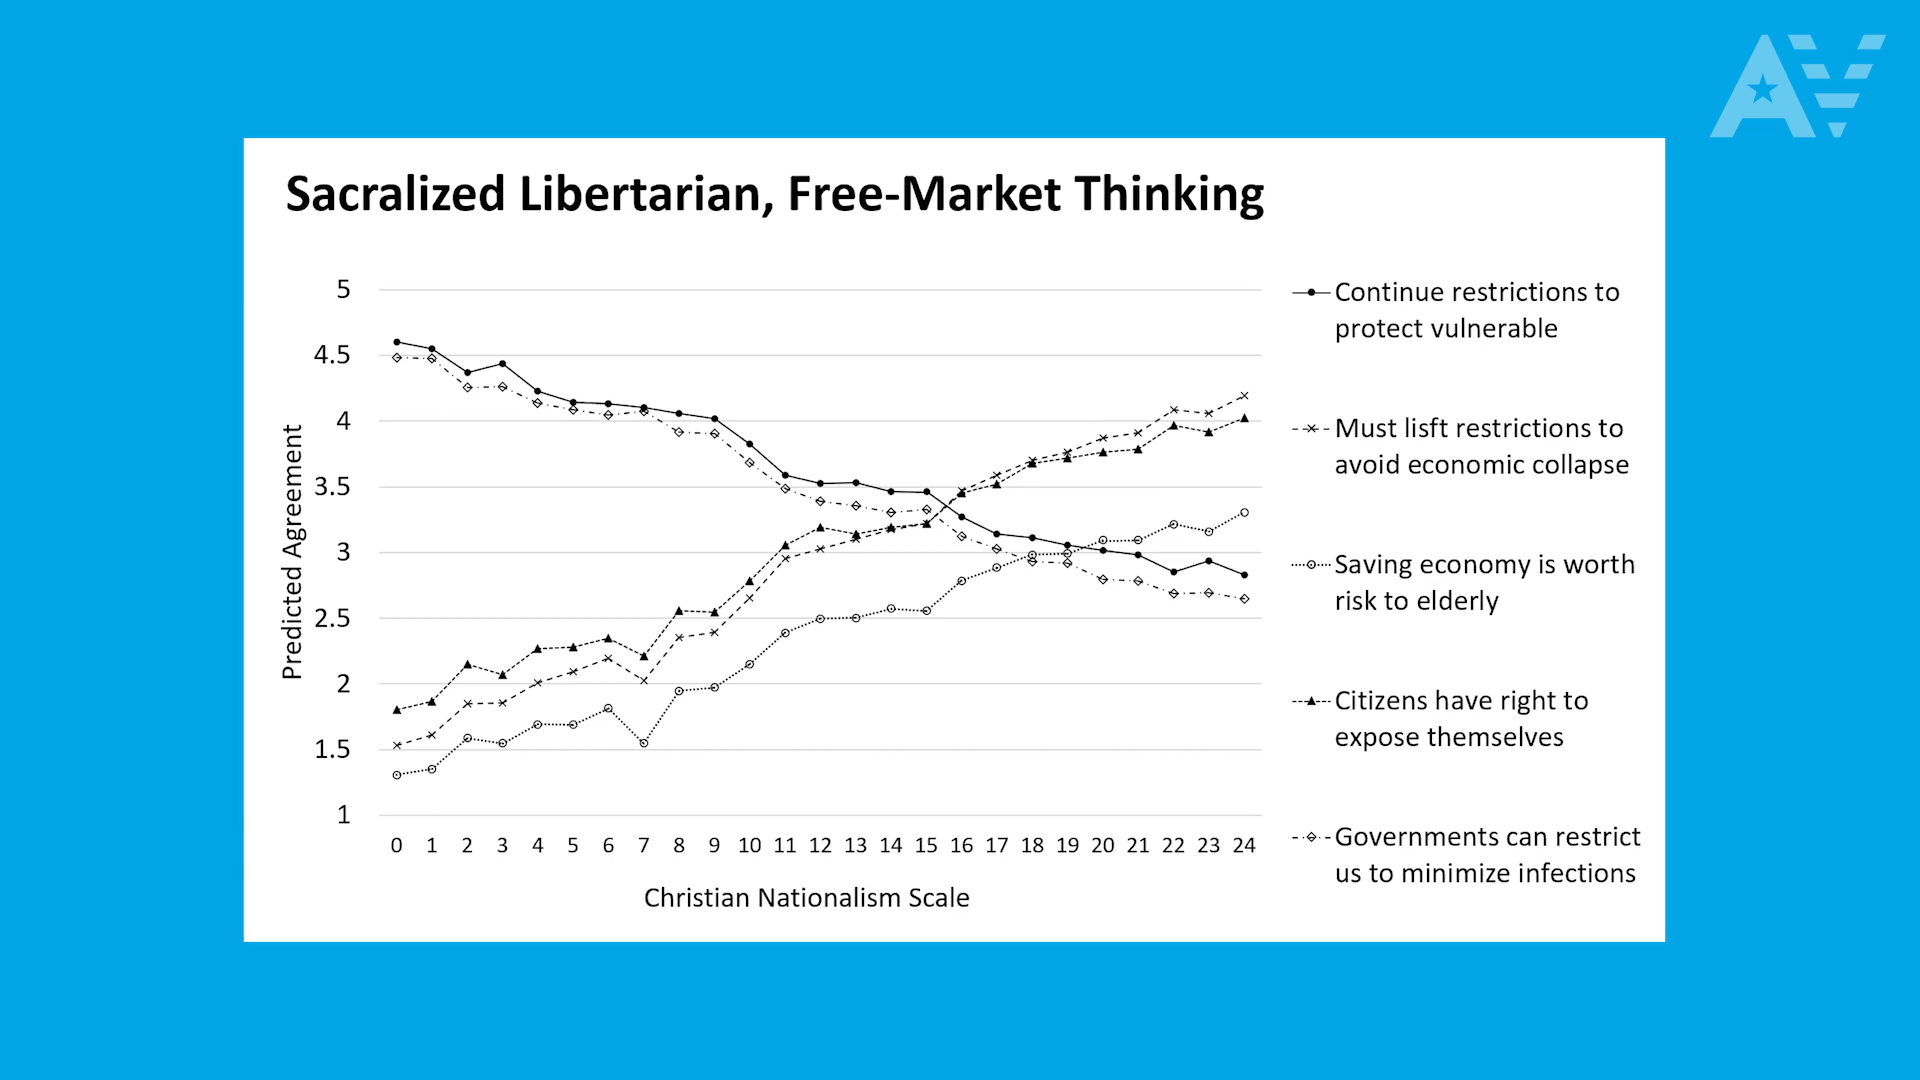 AV
Sacralized Libertarian, Free-Market Thinking
5
4.5
4
3.5
3
2.5
2
1.5
1
Predicted Agreement
0 1 2 3 4 5 6 7 8 9 10 11 12 13 14 15 16 17 18 19 20 21 22 23 24
Christian Nationalism Scale
Continue restrictions to
protect vulnerable
Must lisft restrictions to
avoid economic collapse
Saving economy is worth
risk to elderly
Citizens have right to
expose themselves
Governments can restrict
us to minimize infections